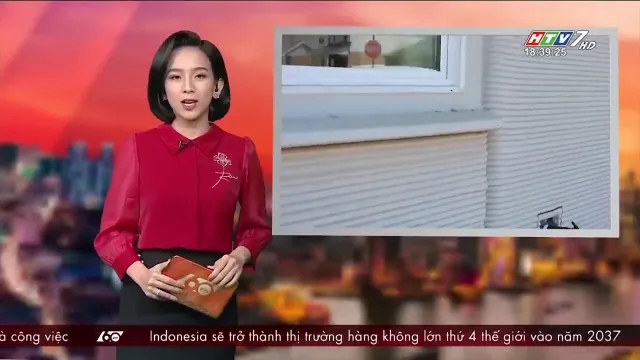 HTV7 HD
18:39:25
à công việc 60 Indonesia sẽ trở thành thị trường hàng không lớn thứ 4 thế giới vào năm 2037